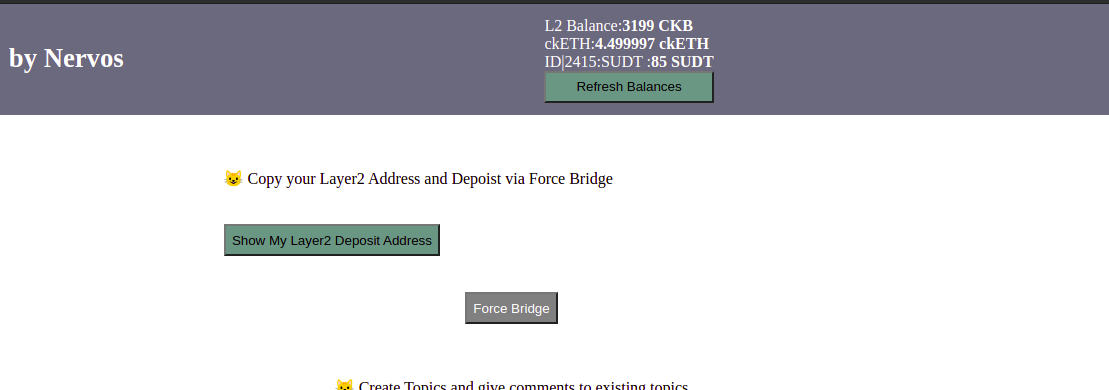 by Nervos
L2 Balance:3199 CKB
ckETH:4.499997 ckETH
ID|2415:SUDT :85 SUDT
Refresh Balances
😺 Copy your Layer2 Address and Depoist via Force Bridge
Show My Layer2 Deposit Address
Force Bridge
😺 Create Topics and give comments to existing topics